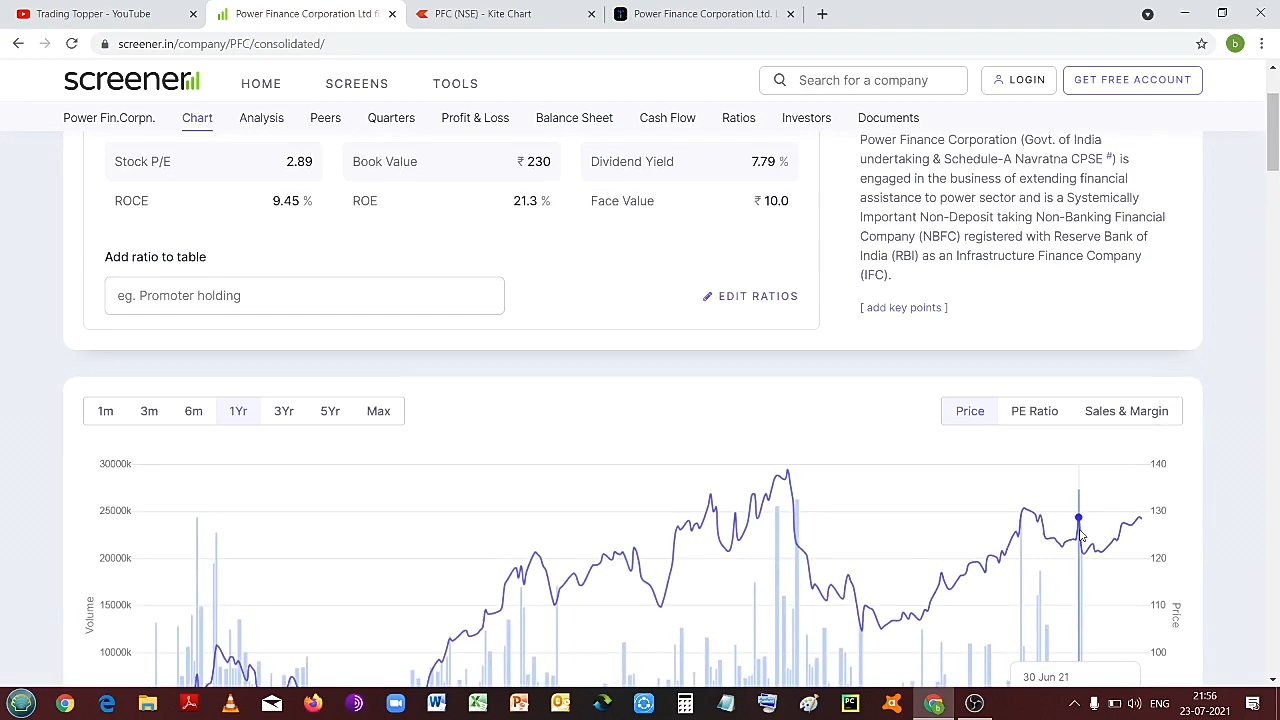 Trading Topper - YouTube
Power Finance Corporation Ltd fi
PFC (NSE) - Kite Chart
Power Finance Corporation Ltd. L
screener.in/company/PFC/consolidated/
b
screener
HOME
SCREENS
TOOLS
Search for a company
LOGIN
GET FREE ACCOUNT
Power Fin.Corpn.
Chart
Analysis
Peers
Quarters
Profit & Loss
Balance Sheet
Cash Flow
Ratios
Investors
Documents
Stock P/E 2.89
Book Value ₹ 230
Dividend Yield 7.79 %
ROCE 9.45 %
ROE 21.3 %
Face Value ₹ 10.0
Add ratio to table
eg. Promoter holding
EDIT RATIOS
Power Finance Corporation (Govt. of India
undertaking & Schedule-A Navratna CPSE #) is
engaged in the business of extending financial
assistance to power sector and is a Systemically
Important Non-Deposit taking Non-Banking Financial
Company (NBFC) registered with Reserve Bank of
India (RBI) as an Infrastructure Finance Company
(IFC).
[ add key points ]
1m 3m 6m 1Yr 3Yr 5Yr Max
Price PE Ratio Sales & Margin
30000k
25000k
20000k
15000k
10000k
Volume
140
130
120
110
100
Price
30 Jun 21
ENG
21:56
23-07-2021